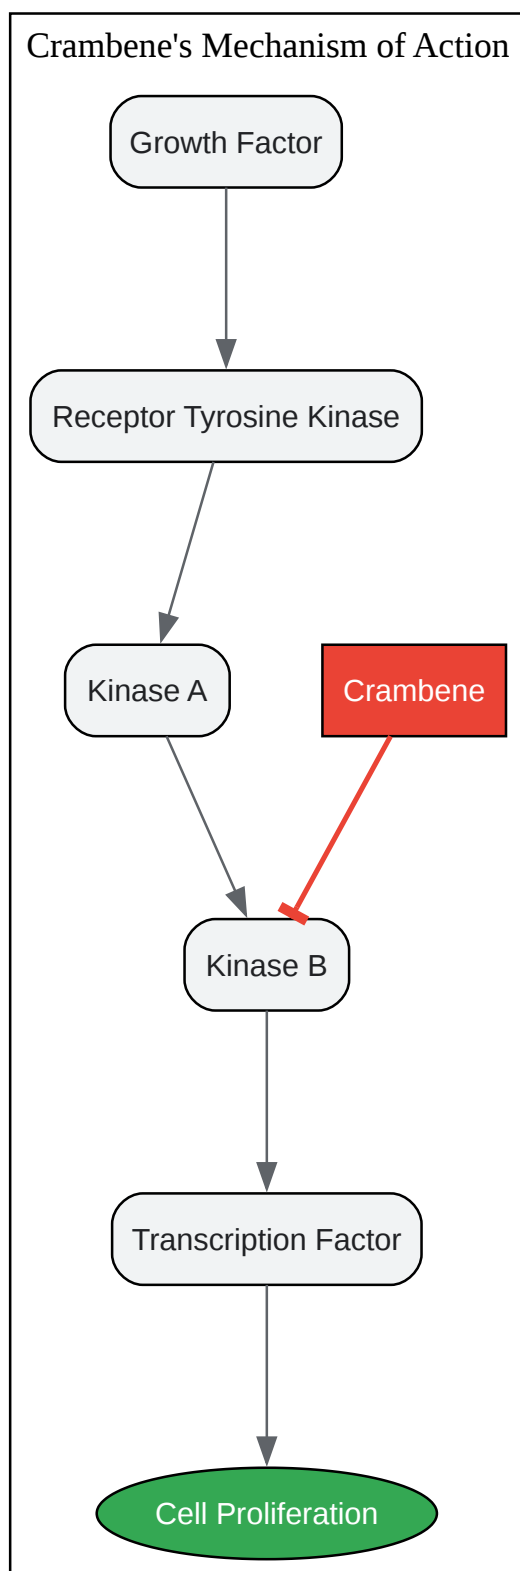 Crambene's Mechanism of Action
Growth Factor
Receptor Tyrosine Kinase
Kinase A
Crambene
Kinase B
Transcription Factor
Cell Proliferation